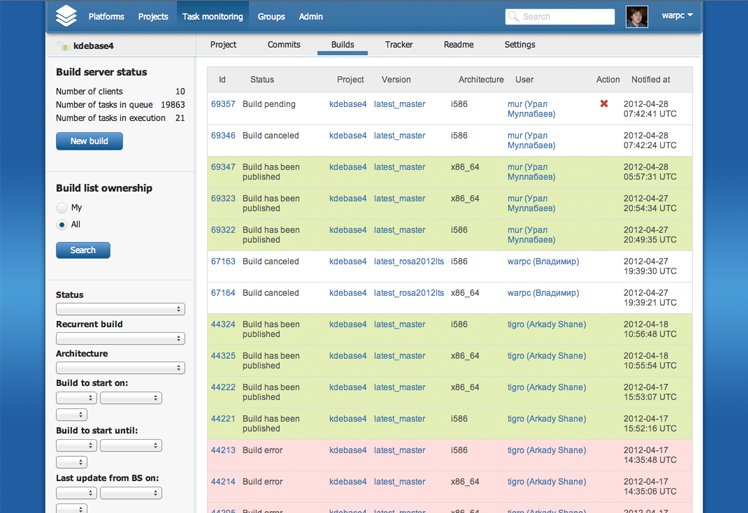 Platforms Projects Task monitoring Groups Admin Search warpc
kdebase4 Project Commits Builds Tracker Readme Settings
Build server status
Number of clients 10
Number of tasks in queue 19863
Number of tasks in execution 21
New build
Build list ownership
My
All
Search
Status
Recurrent build
Architecture
Build to start on:
Build to start until:
Last update from BS on:
Id Status Project Version Architecture User Action Notified at
69357 Build pending kdebase4 latest_master i586 mur (Урал 2012-04-28
Муллабаев) 07:42:41 UTC
69346 Build canceled kdebase4 latest_master i586 mur (Урал 2012-04-28
Муллабаев) 07:42:24 UTC
69347 Build has been kdebase4 latest_master x86_64 mur (Урал 2012-04-28
published Муллабаев) 05:57:31 UTC
69323 Build has been kdebase4 latest_master x86_64 mur (Урал 2012-04-27
published Муллабаев) 20:54:34 UTC
69322 Build has been kdebase4 latest_master i586 mur (Урал 2012-04-27
published Муллабаев) 20:49:35 UTC
67163 Build canceled kdebase4 latest_rosa2012lts i586 warpc (Владимир) 2012-04-27
19:39:30 UTC
67164 Build canceled kdebase4 latest_rosa2012lts x86_64 warpc (Владимир) 2012-04-27
19:39:21 UTC
44324 Build has been kdebase4 latest_master i586 tigro (Arkady Shane) 2012-04-18
published 10:56:48 UTC
44325 Build has been kdebase4 latest_master x86_64 tigro (Arkady Shane) 2012-04-18
published 10:55:54 UTC
44222 Build has been kdebase4 latest_master x86_64 tigro (Arkady Shane) 2012-04-17
published 15:53:07 UTC
44221 Build has been kdebase4 latest_master i586 tigro (Arkady Shane) 2012-04-17
published 15:52:16 UTC
44213 Build error kdebase4 latest_master i586 tigro (Arkady Shane) 2012-04-17
14:35:48 UTC
44214 Build error kdebase4 latest_master x86_64 tigro (Arkady Shane) 2012-04-17
14:35:06 UTC
44205 Build error kdebase4 latest_master i586 tigro (Arkady Shane) 2012-04-17